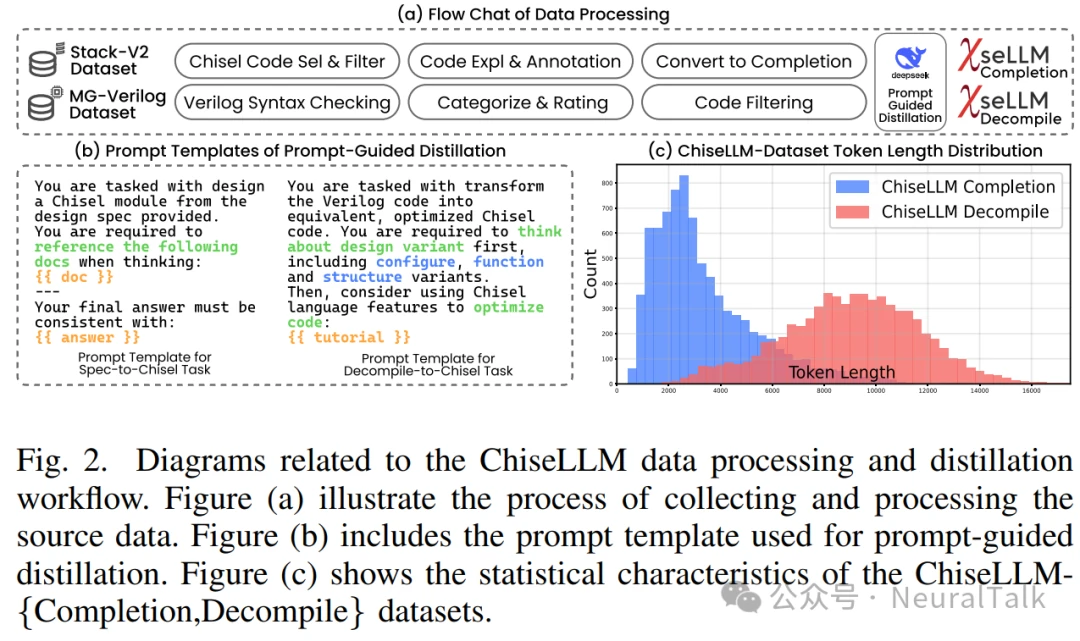 (a) Flow Chat of Data Processing
Stack-V2
Dataset
Chisel Code Sel & Filter
Code Expl & Annotation
Convert to Completion
MG-Verilog
Dataset
Verilog Syntax Checking
Categorize & Rating
Code Filtering
deepseek
Prompt
Guided
Distillation
χseLLM
Completion
χseLLM
Decompile
(b) Prompt Templates of Prompt-Guided Distillation
You are tasked with design
a Chisel module from the
design spec provided.
You are required to
reference the following
docs when thinking:
{{ doc }}
---
Your final answer must be
consistent with:
{{ answer }}
Prompt Template for
Spec-to-Chisel Task
You are tasked with transform
the Verilog code into
equivalent, optimized Chisel
code. You are required to think
about design variant first,
including configure, function
and structure variants.
Then, consider using Chisel
language features to optimize
code:
{{ tutorial }}
Prompt Template for
Decompile-to-Chisel Task
(c) ChiseLLM-Dataset Token Length Distribution
ChiseLLM Completion
ChiseLLM Decompile
Count
800
700
600
500
400
300
200
100
0
Token Length
0 2000 4000 6000 8000 10000 12000 14000 16000
Fig. 2. Diagrams related to the ChiseLLM data processing and distillation
workflow. Figure (a) illustrate the process of collecting and processing the
source data. Figure (b) includes the prompt template used for prompt-guided
distillation. Figure (c) shows the statistical characteristics of the ChiseLLM-
{Completion,Decompile} datasets.
公众号 · NeuralTalk